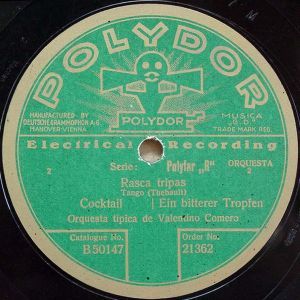 POLYDOR
POLYDOR
MANUFACTURED BY
DEUTSCHE GRAMMOPHON A-G.
HANOVER-VIENNA
MUSICA
TRADE MARK REG.
Electrical Recording
2 Serie: Polyfar „R" ORQUESTA 2
Rasca tripas
Tango (Thebault)
Cocktail | Ein bitterer Tropfen
Orquesta típica de Valentino Comero
Catalogue No.
B 50147
Order No.
21362